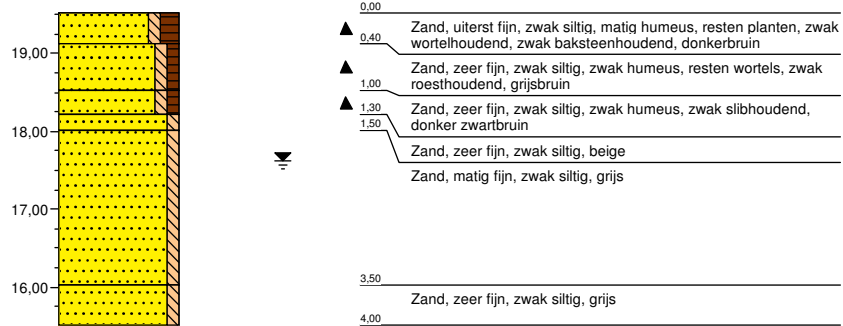 19,00
18,00
17,00
16,00
0,00
Zand, uiterst fijn, zwak siltig, matig humeus, resten planten, zwak
wortelhoudend, zwak baksteenhoudend, donkerbruin
0,40
Zand, zeer fijn, zwak siltig, zwak humeus, resten wortels, zwak
roesthoudend, grijsbruin
1,00
Zand, zeer fijn, zwak siltig, zwak humeus, zwak slibhoudend,
donker zwartbruin
1,30
Zand, zeer fijn, zwak siltig, beige
1,50
Zand, matig fijn, zwak siltig, grijs
3,50
Zand, zeer fijn, zwak siltig, grijs
4,00